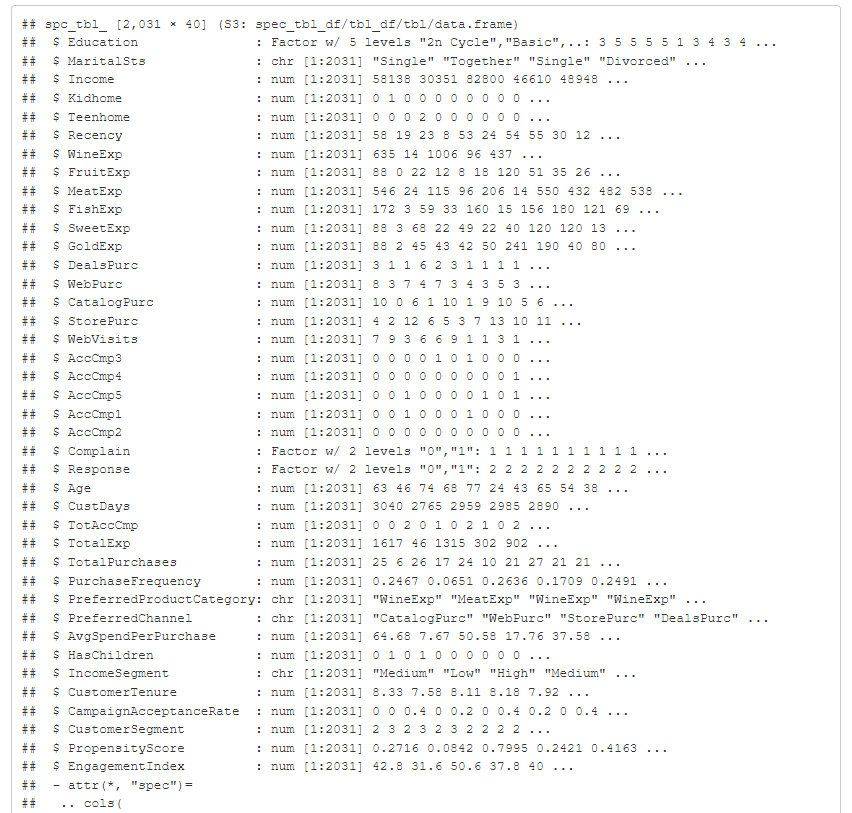 ## spc_tbl_ [2,031 × 40] (S3: spec_tbl_df/tbl_df/tbl/data.frame)
##  $ Education               : Factor w/ 5 levels "2n Cycle","Basic",..: 3 5 5 5 5 1 3 4 3 4 ...
##  $ MaritalSts              : chr [1:2031] "Single" "Together" "Single" "Divorced" ...
##  $ Income                  : num [1:2031] 58138 30351 82800 46610 48948 ...
##  $ Kidhome                 : num [1:2031] 0 1 0 0 0 0 0 0 0 0 ...
##  $ Teenhome                : num [1:2031] 0 0 0 2 0 0 0 0 0 0 ...
##  $ Recency                 : num [1:2031] 58 19 23 8 53 24 54 55 30 12 ...
##  $ WineExp                 : num [1:2031] 635 14 1006 96 437 ...
##  $ FruitExp                : num [1:2031] 88 0 22 12 8 18 120 51 35 26 ...
##  $ MeatExp                 : num [1:2031] 546 24 115 96 206 14 550 432 482 538 ...
##  $ FishExp                 : num [1:2031] 172 3 59 33 160 15 156 180 121 69 ...
##  $ SweetExp                : num [1:2031] 88 3 68 22 49 22 40 120 120 13 ...
##  $ GoldExp                 : num [1:2031] 88 2 45 43 42 50 241 190 40 80 ...
##  $ DealsPurc               : num [1:2031] 3 1 1 6 2 3 1 1 1 1 ...
##  $ WebPurc                 : num [1:2031] 8 3 7 4 7 3 4 3 5 3 ...
##  $ CatalogPurc             : num [1:2031] 10 0 6 1 10 1 9 10 5 6 ...
##  $ StorePurc               : num [1:2031] 4 2 12 6 5 3 7 13 10 11 ...
##  $ WebVisits               : num [1:2031] 7 9 3 6 6 9 1 1 3 1 ...
##  $ AccCmp3                 : num [1:2031] 0 0 0 0 1 0 1 0 0 0 ...
##  $ AccCmp4                 : num [1:2031] 0 0 0 0 0 0 0 0 0 1 ...
##  $ AccCmp5                 : num [1:2031] 0 0 1 0 0 0 0 1 0 1 ...
##  $ AccCmp1                 : num [1:2031] 0 0 1 0 0 0 1 0 0 0 ...
##  $ AccCmp2                 : num [1:2031] 0 0 0 0 0 0 0 0 0 0 ...
##  $ Complain                : Factor w/ 2 levels "0","1": 1 1 1 1 1 1 1 1 1 1 ...
##  $ Response                : Factor w/ 2 levels "0","1": 2 2 2 2 2 2 2 2 2 2 ...
##  $ Age                     : num [1:2031] 63 46 74 68 77 24 43 65 54 38 ...
##  $ CustDays                : num [1:2031] 3040 2765 2959 2985 2890 ...
##  $ TotAccCmp               : num [1:2031] 0 0 2 0 1 0 2 1 0 2 ...
##  $ TotalExp                : num [1:2031] 1617 46 1315 302 902 ...
##  $ TotalPurchases          : num [1:2031] 25 6 26 17 24 10 21 27 21 21 ...
##  $ PurchaseFrequency       : num [1:2031] 0.2467 0.0651 0.2636 0.1709 0.2491 ...
##  $ PreferredProductCategory: chr [1:2031] "WineExp" "MeatExp" "WineExp" "WineExp" ...
##  $ PreferredChannel        : chr [1:2031] "CatalogPurc" "WebPurc" "StorePurc" "DealsPurc" ...
##  $ AvgSpendPerPurchase     : num [1:2031] 64.68 7.67 50.58 17.76 37.58 ...
##  $ HasChildren             : num [1:2031] 0 1 0 1 0 0 0 0 0 0 ...
##  $ IncomeSegment           : chr [1:2031] "Medium" "Low" "High" "Medium" ...
##  $ CustomerTenure          : num [1:2031] 8.33 7.58 8.11 8.18 7.92 ...
##  $ CampaignAcceptanceRate  : num [1:2031] 0 0 0.4 0 0.2 0 0.4 0.2 0 0.4 ...
##  $ CustomerSegment         : num [1:2031] 2 3 2 3 2 3 2 2 2 2 ...
##  $ PropensityScore         : num [1:2031] 0.2716 0.0842 0.7995 0.2421 0.4163 ...
##  $ EngagementIndex         : num [1:2031] 42.8 31.6 50.6 37.8 40 ...
##  - attr(*, "spec")=
##   .. cols(